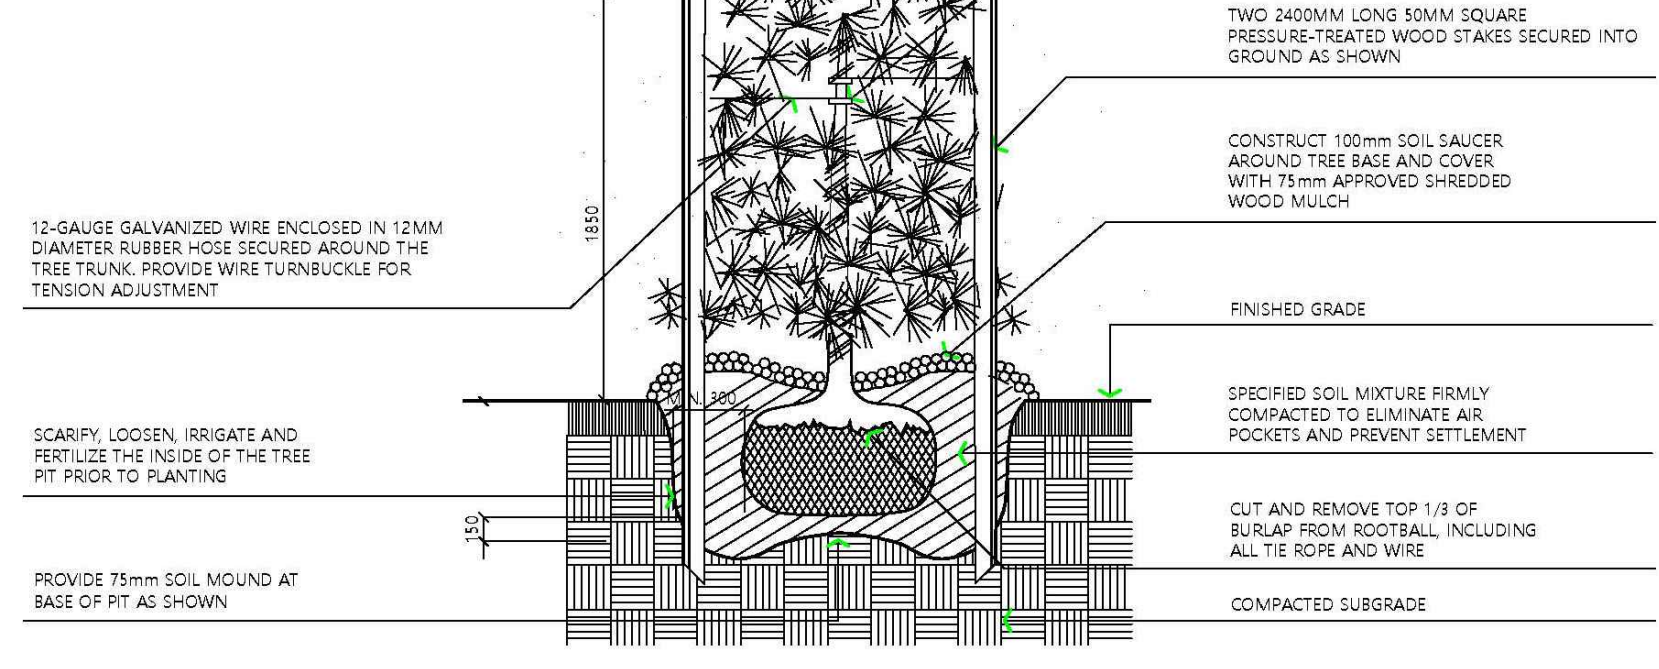 TWO 2400MM LONG 50MM SQUARE
PRESSURE-TREATED WOOD STAKES SECURED INTO
GROUND AS SHOWN
CONSTRUCT 100mm SOIL SAUCER
AROUND TREE BASE AND COVER
WITH 75mm APPROVED SHREDDED
WOOD MULCH
1850
12-GAUGE GALVANIZED WIRE ENCLOSED IN 12MM
DIAMETER RUBBER HOSE SECURED AROUND THE
TREE TRUNK. PROVIDE WIRE TURNBUCKLE FOR
TENSION ADJUSTMENT
FINISHED GRADE
MIN. 300
SPECIFIED SOIL MIXTURE FIRMLY
COMPACTED TO ELIMINATE AIR
POCKETS AND PREVENT SETTLEMENT
SCARIFY, LOOSEN, IRRIGATE AND
FERTILIZE THE INSIDE OF THE TREE
PIT PRIOR TO PLANTING
150
CUT AND REMOVE TOP 1/3 OF
BURLAP FROM ROOTBALL, INCLUDING
ALL TIE ROPE AND WIRE
PROVIDE 75mm SOIL MOUND AT
BASE OF PIT AS SHOWN
COMPACTED SUBGRADE